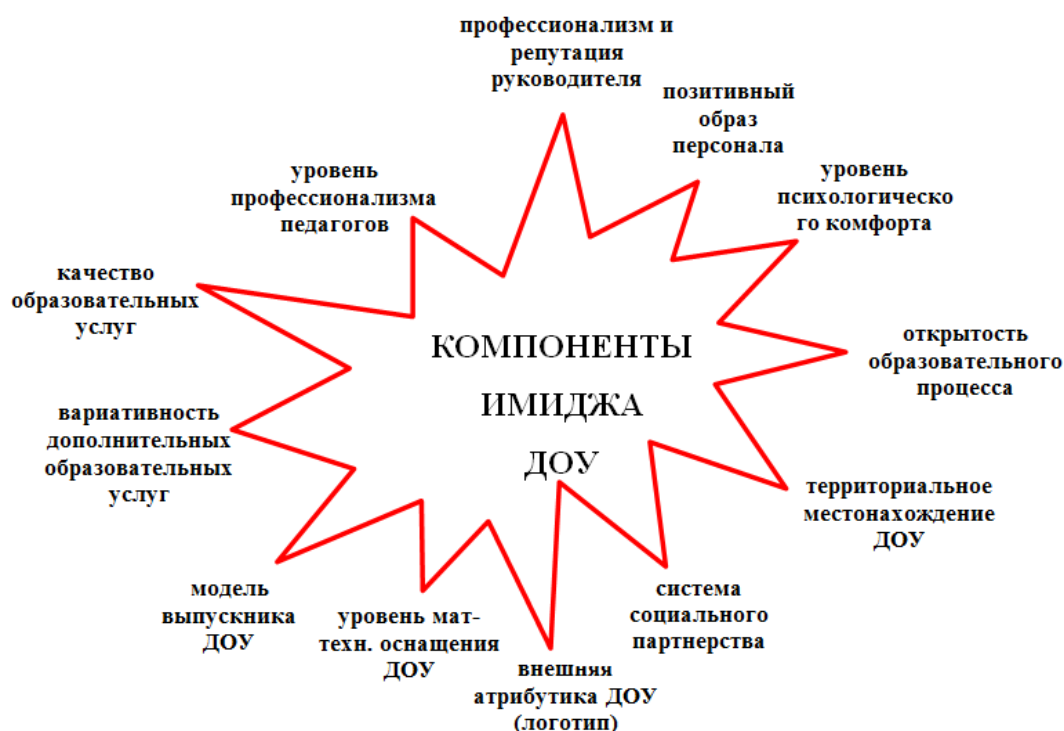 профессионализм и
репутация
руководителя
позитивный
образ
персонала
уровень
психологическо
го комфорта
уровень
профессионализма
педагогов
качество
образовательных
услуг
КОМПОНЕНТЫ
ИМИДЖА
ДОУ
открытость
образовательного
процесса
вариативность
дополнительных
образовательных
услуг
территориальное
местонахождение
ДОУ
модель
выпускника
ДОУ
уровень мат-
техн. оснащения
ДОУ
внешняя
атрибутика ДОУ
(логотип)
система
социального
партнерства